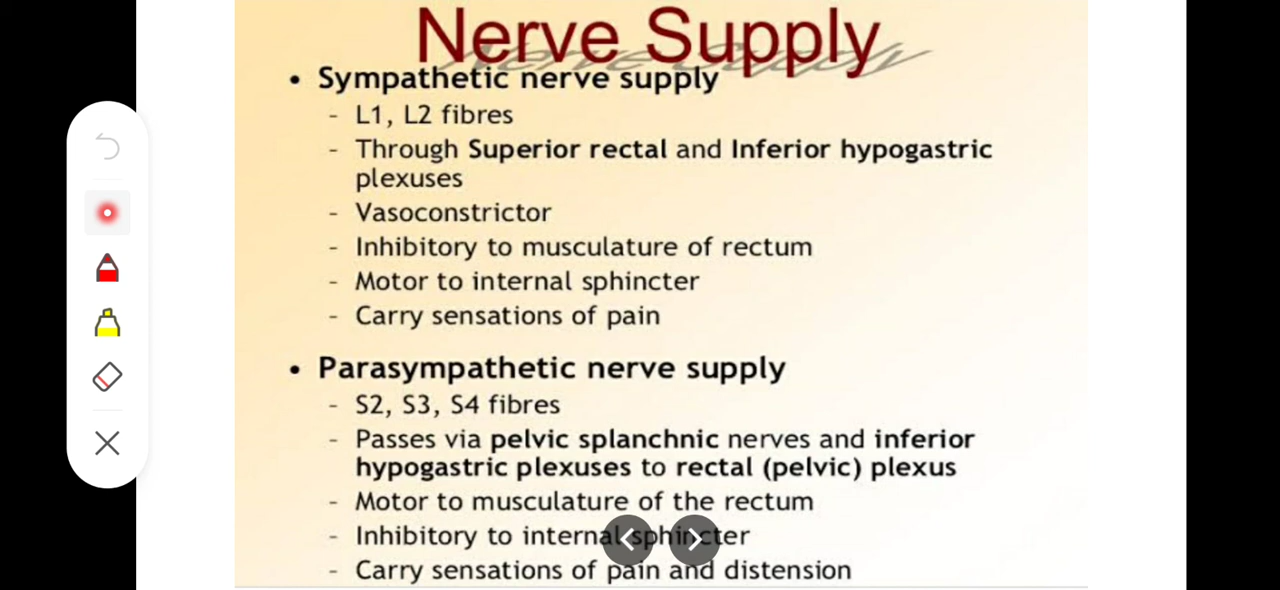 Nerve Supply
• Sympathetic nerve supply
- L1, L2 fibres
- Through Superior rectal and Inferior hypogastric
plexuses
- Vasoconstrictor
- Inhibitory to musculature of rectum
- Motor to internal sphincter
- Carry sensations of pain
• Parasympathetic nerve supply
- S2, S3, S4 fibres
- Passes via pelvic splanchnic nerves and inferior
hypogastric plexuses to rectal (pelvic) plexus
- Motor to musculature of the rectum
- Inhibitory to internal sphincter
- Carry sensations of pain and distension